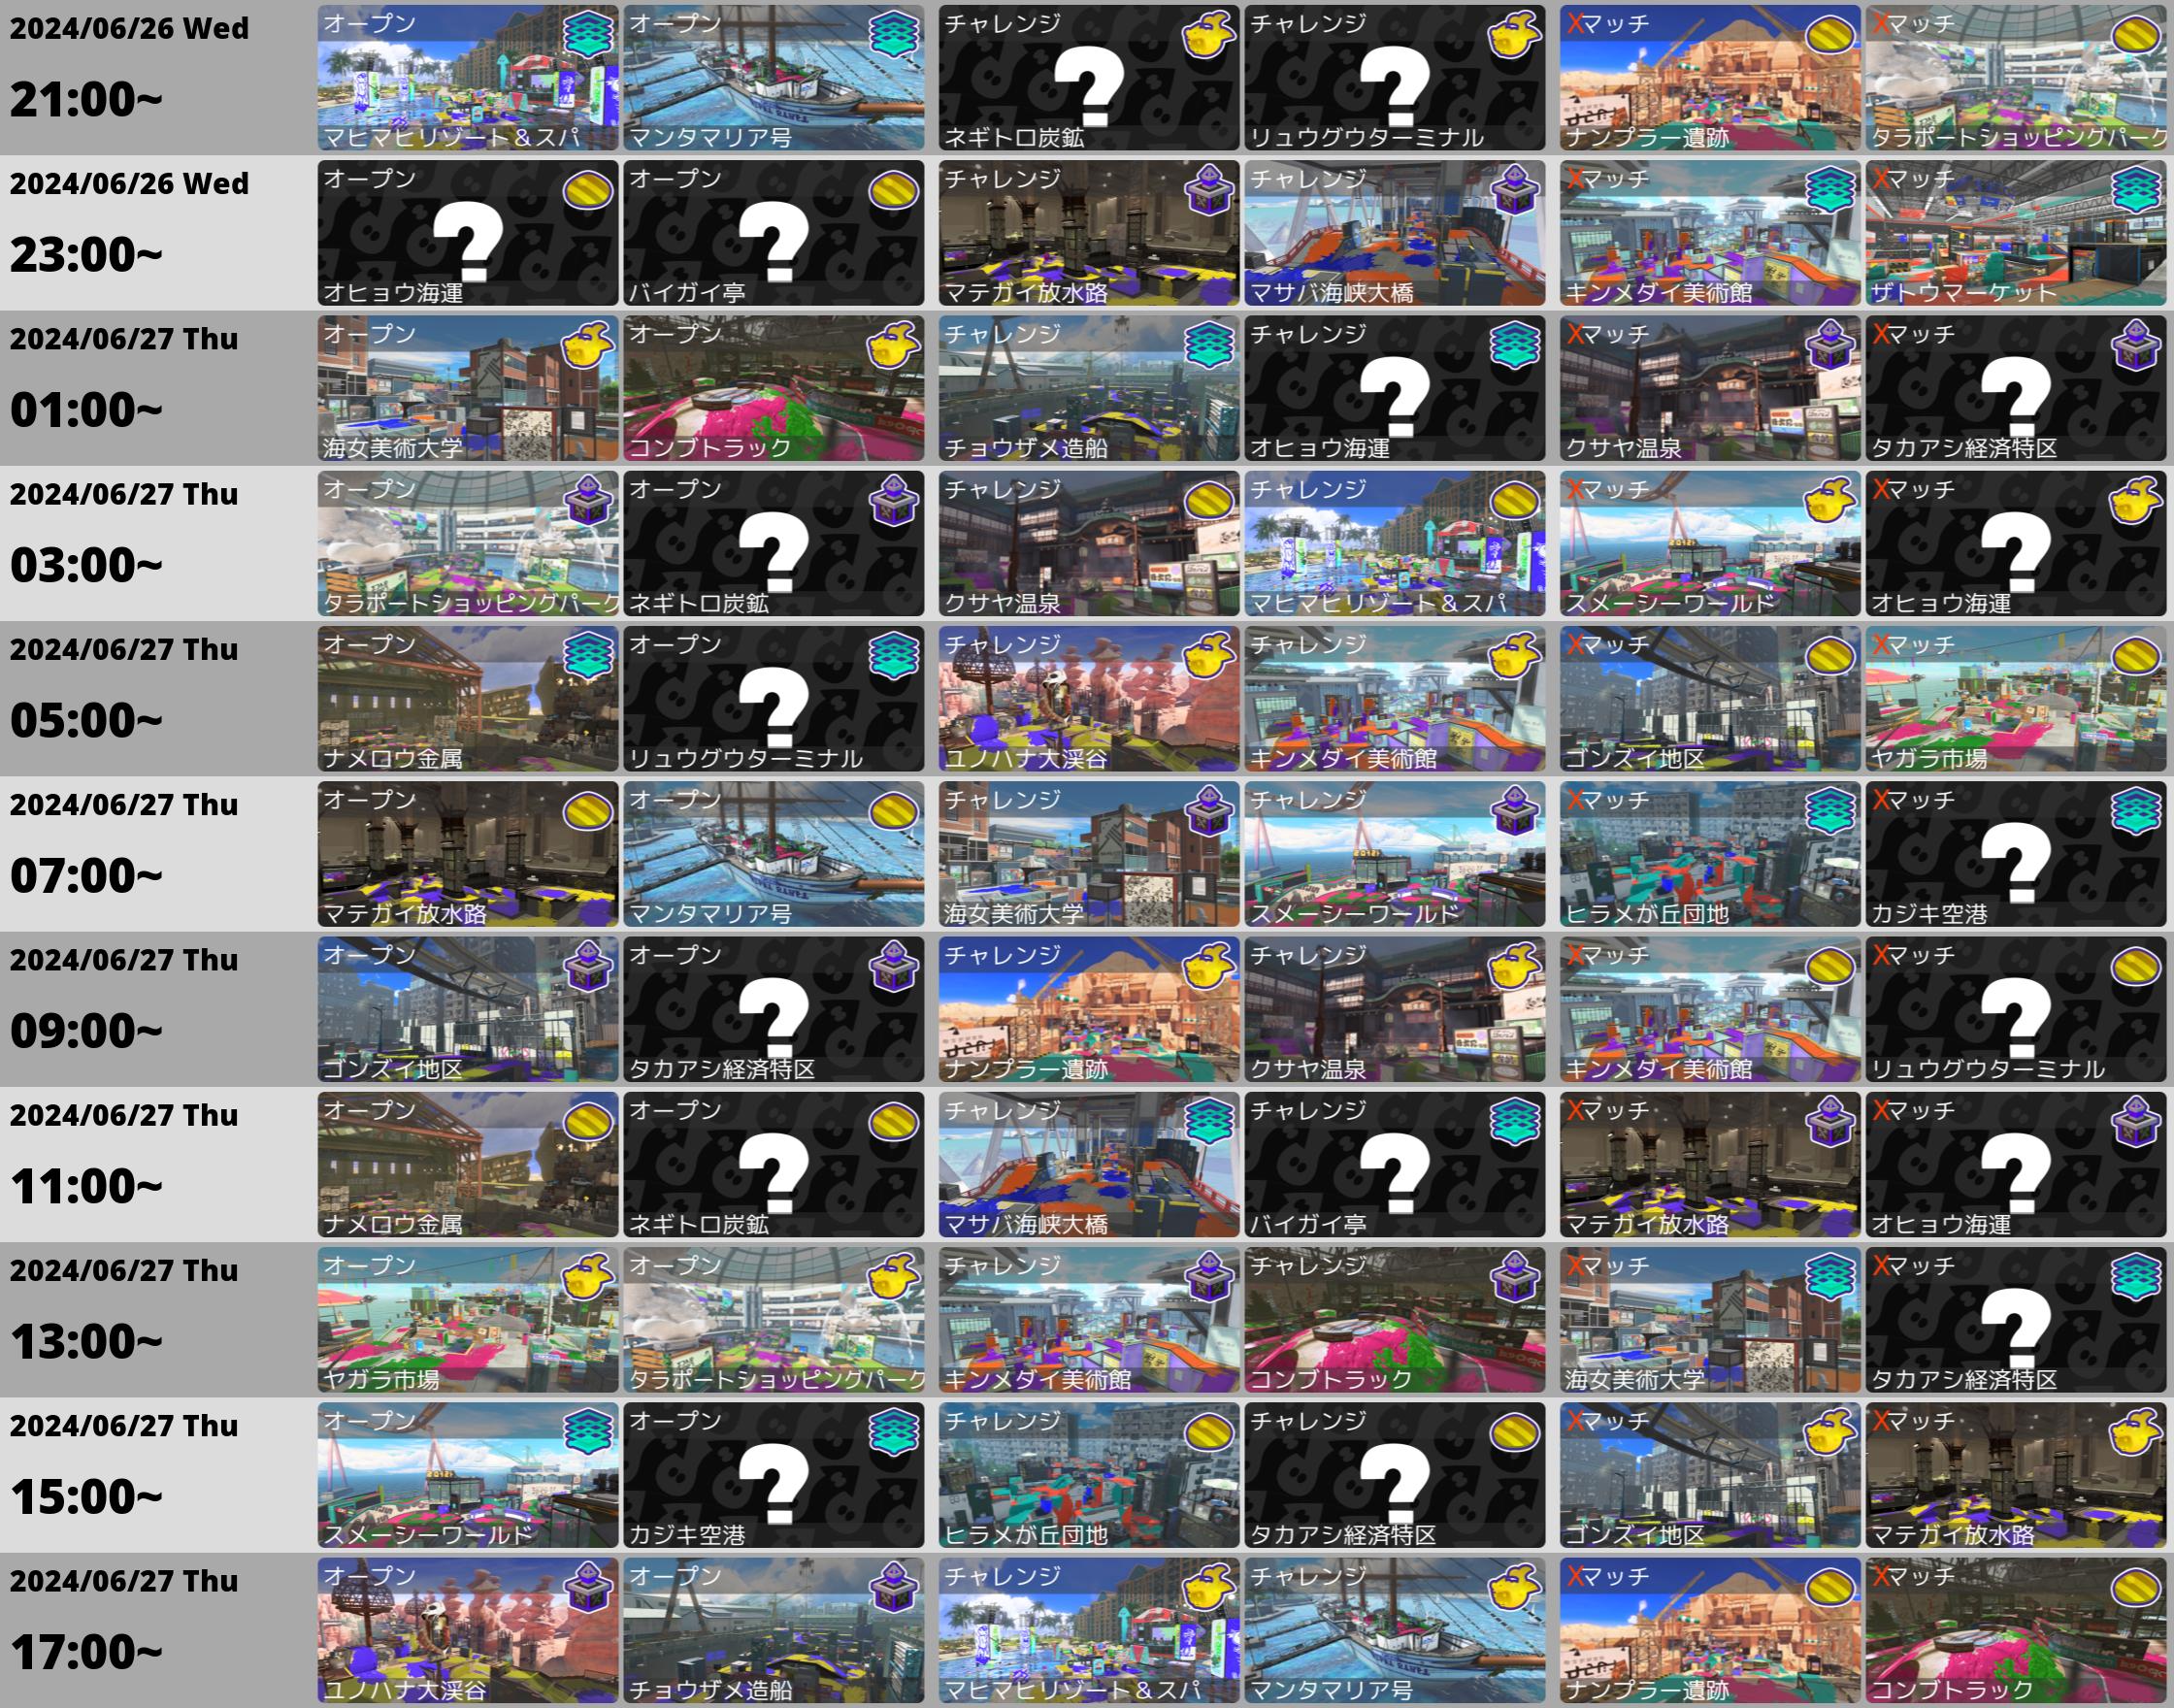 2024/06/26 Wed
21:00~
オープン
マヒマヒリゾート＆スパ
オープン
マンタマリア号
チャレンジ
ネギトロ炭鉱
チャレンジ
リュウグウターミナル
Xマッチ
ナンプラー遺跡
Xマッチ
タラポートショッピングパーク
2024/06/26 Wed
23:00~
オープン
オヒョウ海運
オープン
バイガイ亭
チャレンジ
マテガイ放水路
チャレンジ
マサバ海峡大橋
Xマッチ
キンメダイ美術館
Xマッチ
ザトウマーケット
2024/06/27 Thu
01:00~
オープン
海女美術大学
オープン
コンブトラック
チャレンジ
チョウザメ造船
チャレンジ
オヒョウ海運
Xマッチ
クサヤ温泉
Xマッチ
タカアシ経済特区
2024/06/27 Thu
03:00~
オープン
タラポートショッピングパーク
オープン
ネギトロ炭鉱
チャレンジ
クサヤ温泉
チャレンジ
マヒマヒリゾート＆スパ
Xマッチ
スメーシーワールド
Xマッチ
オヒョウ海運
2024/06/27 Thu
05:00~
オープン
ナメロウ金属
オープン
リュウグウターミナル
チャレンジ
ユノハナ大渓谷
チャレンジ
キンメダイ美術館
Xマッチ
ゴンズイ地区
Xマッチ
ヤガラ市場
2024/06/27 Thu
07:00~
オープン
マテガイ放水路
オープン
マンタマリア号
チャレンジ
海女美術大学
チャレンジ
スメーシーワールド
Xマッチ
ヒラメが丘団地
Xマッチ
カジキ空港
2024/06/27 Thu
09:00~
オープン
ゴンズイ地区
オープン
タカアシ経済特区
チャレンジ
ナンプラー遺跡
チャレンジ
クサヤ温泉
Xマッチ
キンメダイ美術館
Xマッチ
リュウグウターミナル
2024/06/27 Thu
11:00~
オープン
ナメロウ金属
オープン
ネギトロ炭鉱
チャレンジ
マサバ海峡大橋
チャレンジ
バイガイ亭
Xマッチ
マテガイ放水路
Xマッチ
オヒョウ海運
2024/06/27 Thu
13:00~
オープン
ヤガラ市場
オープン
タラポートショッピングパーク
チャレンジ
キンメダイ美術館
チャレンジ
コンブトラック
Xマッチ
海女美術大学
Xマッチ
タカアシ経済特区
2024/06/27 Thu
15:00~
オープン
スメーシーワールド
オープン
カジキ空港
チャレンジ
ヒラメが丘団地
チャレンジ
タカアシ経済特区
Xマッチ
ゴンズイ地区
Xマッチ
マテガイ放水路
2024/06/27 Thu
17:00~
オープン
ユノハナ大渓谷
オープン
チョウザメ造船
チャレンジ
マヒマヒリゾート＆スパ
チャレンジ
マンタマリア号
Xマッチ
ナンプラー遺跡
Xマッチ
コンブトラック